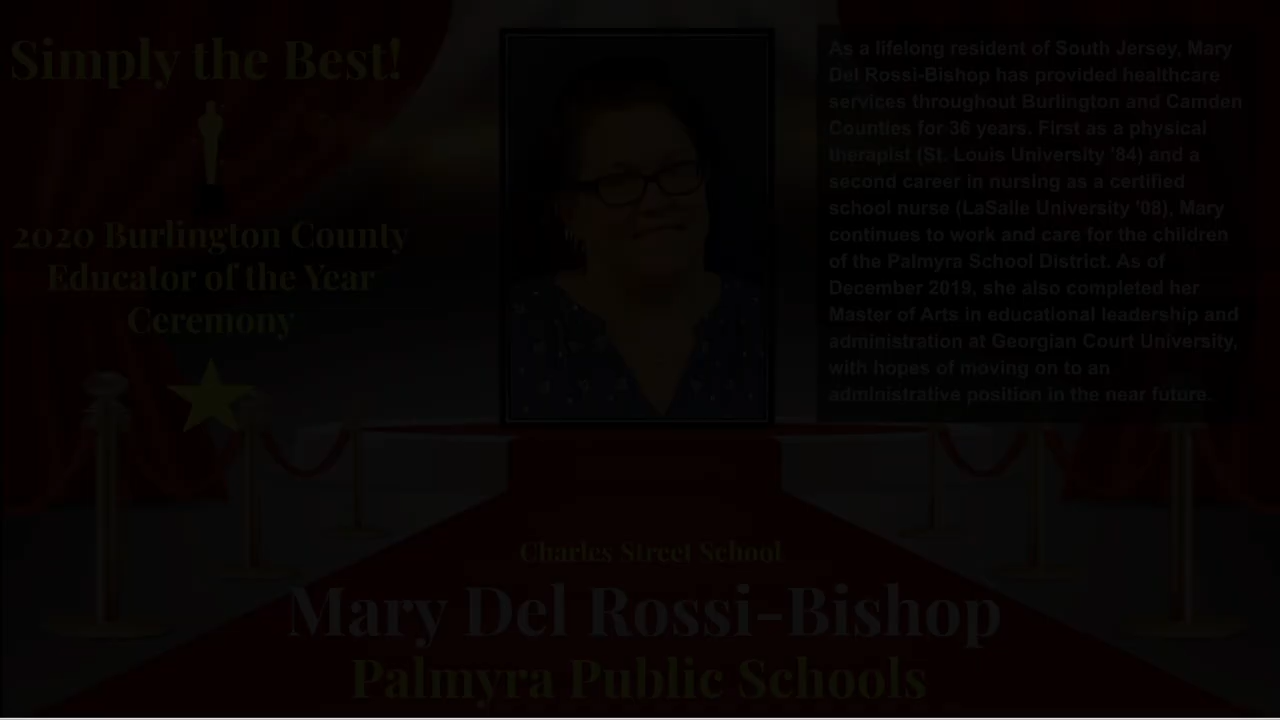 Simply the Best!
2020 Burlington County
Educator of the Year
Ceremony
As a lifelong resident of South Jersey, Mary
Del Rossi-Bishop has provided healthcare
services throughout Burlington and Camden
Counties for 36 years. First as a physical
therapist (St. Louis University '84) and a
second career in nursing as a certified
school nurse (LaSalle University '08), Mary
continues to work and care for the children
of the Palmyra School District. As of
December 2019, she also completed her
Master of Arts in educational leadership and
administration at Georgian Court University,
with hopes of moving on to an
administrative position in the near future.
Charles Street School
Mary Del Rossi-Bishop
Palmyra Public Schools